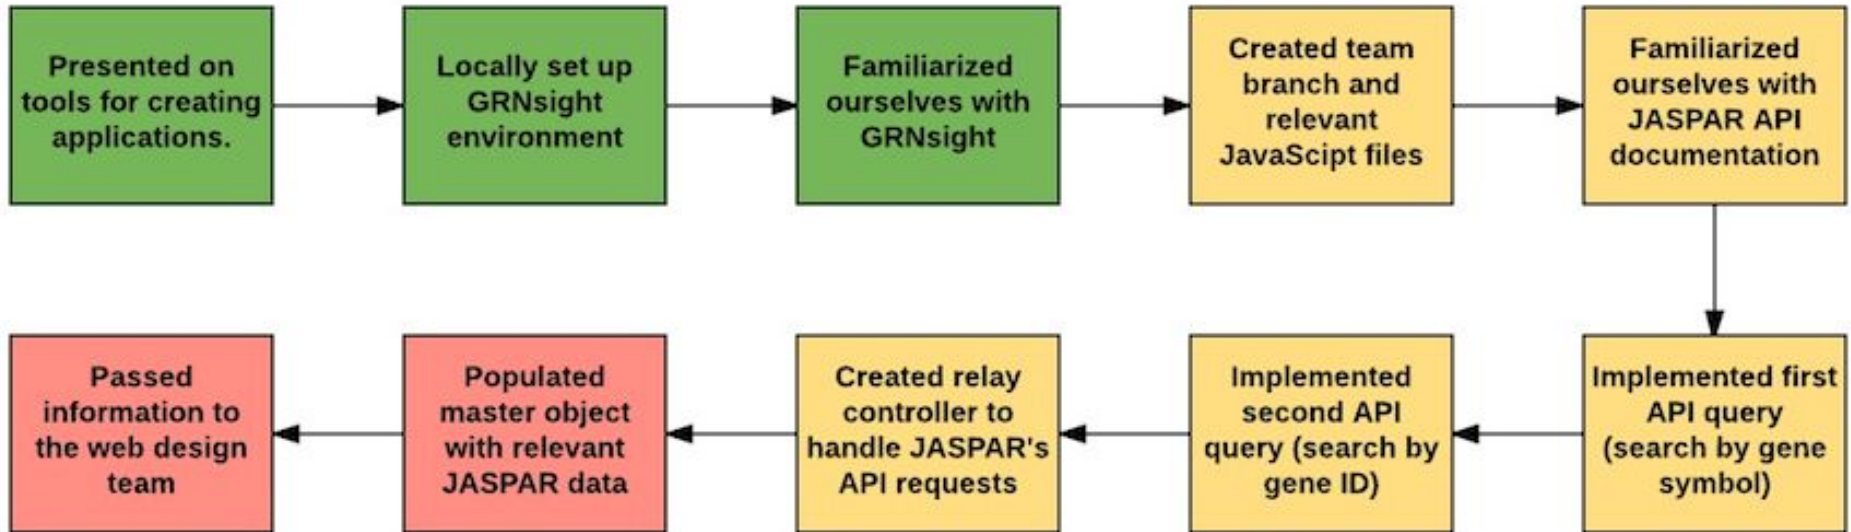 Presented on
tools for creating
applications.
Locally set up
GRNsight
environment
Familiarized
ourselves with
GRNsight
Created team
branch and
relevant
JavaScipt files
Familiarized
ourselves with
JASPAR API
documentation
Implemented first
API query
(search by gene
symbol)
Implemented
second API
query (search by
gene ID)
Created relay
controller to
handle JASPAR's
API requests
Populated
master object
with relevant
JASPAR data
Passed
information to
the web design
team